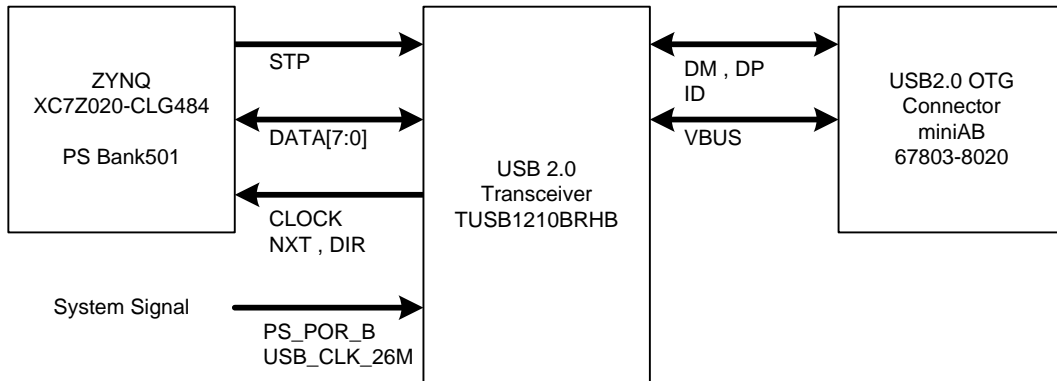 ZYNQ
XC7Z020-CLG484
PS Bank501
STP
DATA[7:0]
CLOCK
NXT , DIR
System Signal
PS_POR_B
USB_CLK_26M
USB 2.0
Transceiver
TUSB1210BRHB
DM , DP
ID
VBUS
USB2.0 OTG
Connector
miniAB
67803-8020